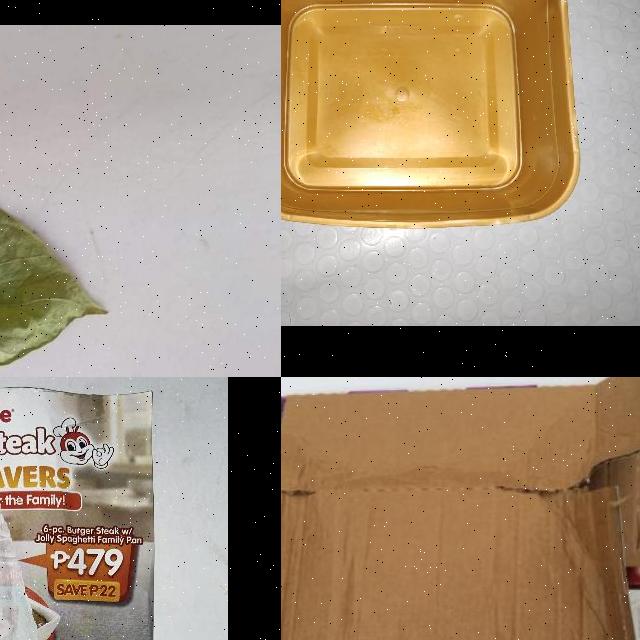 e®
teak
AVERS
r the Family!
6-pc. Burger Steak w/
Jolly Spaghetti Family Pan
₱479
SAVE ₱22